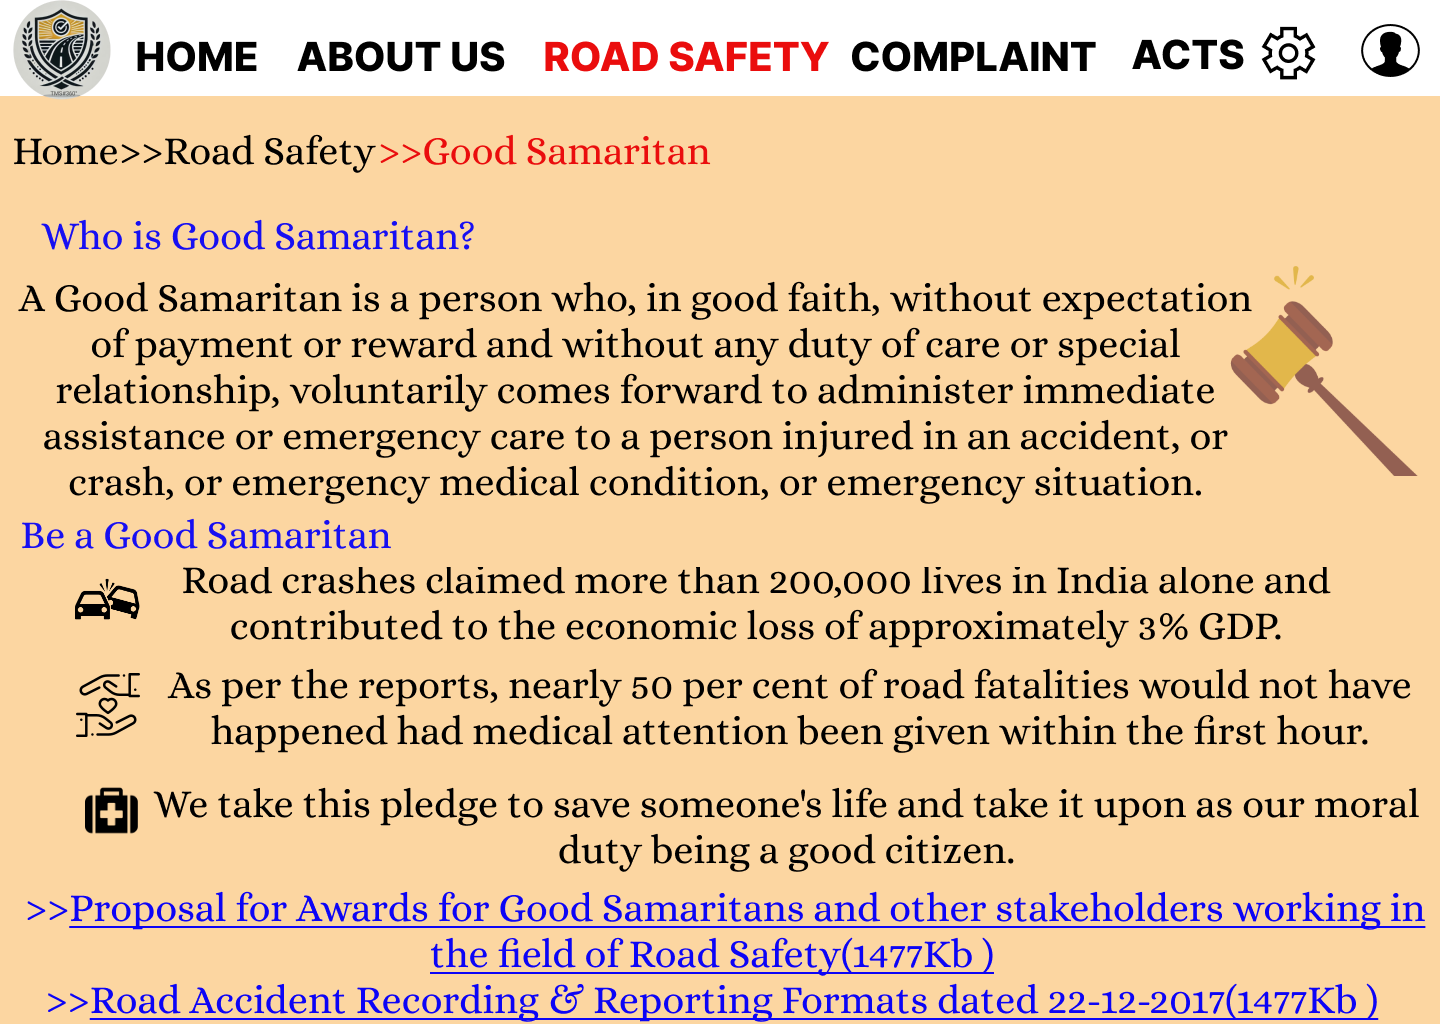 HOME ABOUT US ROAD SAFETY COMPLAINT ACTS
Home>>Road Safety>>Good Samaritan
Who is Good Samaritan?
A Good Samaritan is a person who, in good faith, without expectation
of payment or reward and without any duty of care or special
relationship, voluntarily comes forward to administer immediate
assistance or emergency care to a person injured in an accident, or
crash, or emergency medical condition, or emergency situation.
Be a Good Samaritan
Road crashes claimed more than 200,000 lives in India alone and
contributed to the economic loss of approximately 3% GDP.
As per the reports, nearly 50 per cent of road fatalities would not have
happened had medical attention been given within the first hour.
We take this pledge to save someone's life and take it upon as our moral
duty being a good citizen.
>>Proposal for Awards for Good Samaritans and other stakeholders working in
the field of Road Safety(1477Kb )
>>Road Accident Recording & Reporting Formats dated 22-12-2017(1477Kb )